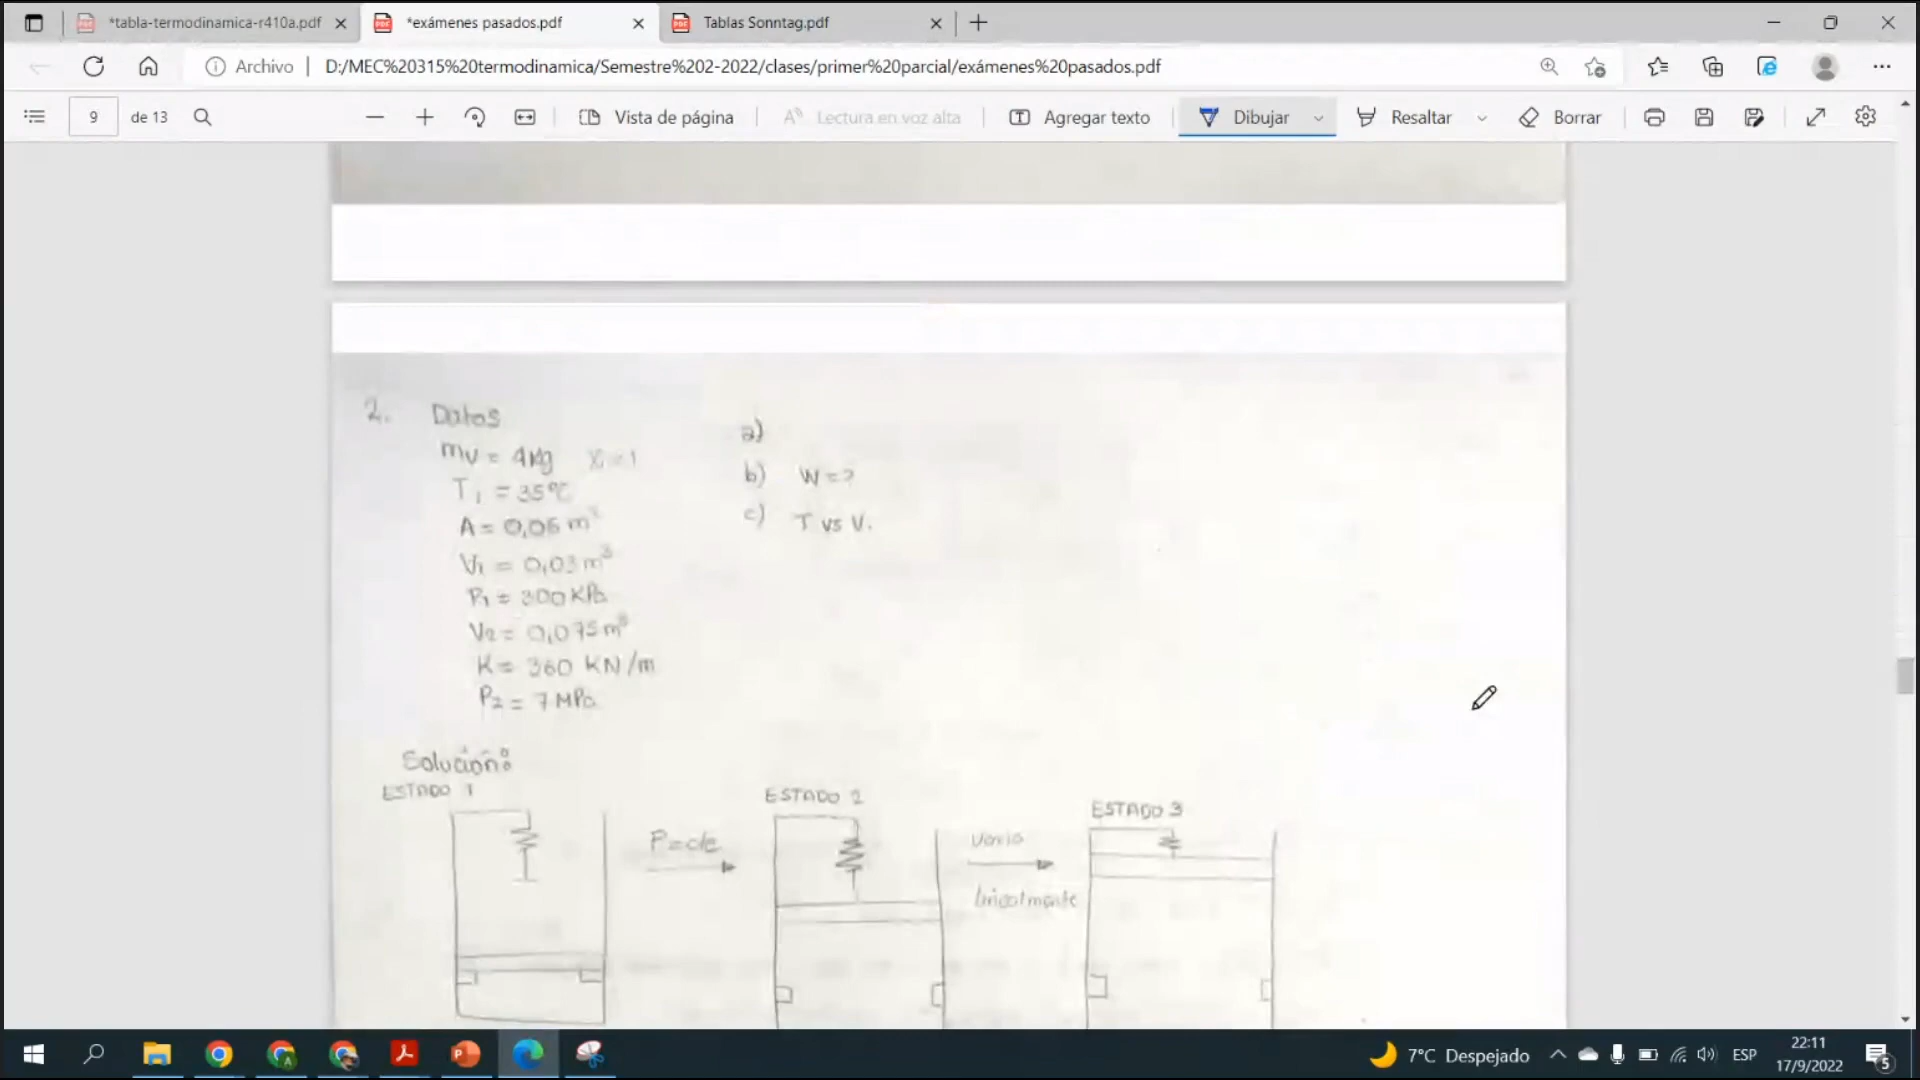 *tabla-termodinamica-r410a.pdf
*exámenes pasados.pdf
Tablas Sonntag.pdf
Archivo
D:/MEC%20315%20termodinamica/Semestre%202-2022/clases/primer%20parcial/exámenes%20pasados.pdf
9 de 13
Vista de página
Lectura en voz alta
Agregar texto
Dibujar
Resaltar
Borrar
2. Datos
mv = 4Kg X = 1
T1 = 35°C
A = 0,06 m²
V1 = 0,03 m³
P1 = 300 KPa
V2 = 0,075 m³
K = 360 KN/m
P2 = 7 MPa
a)
b) W = ?
c) T vs V.
Solución:
ESTADO 1
P = cte
ESTADO 2
Varia
linealmente
ESTADO 3
7°C Despejado
ESP
22:11
17/9/2022
5